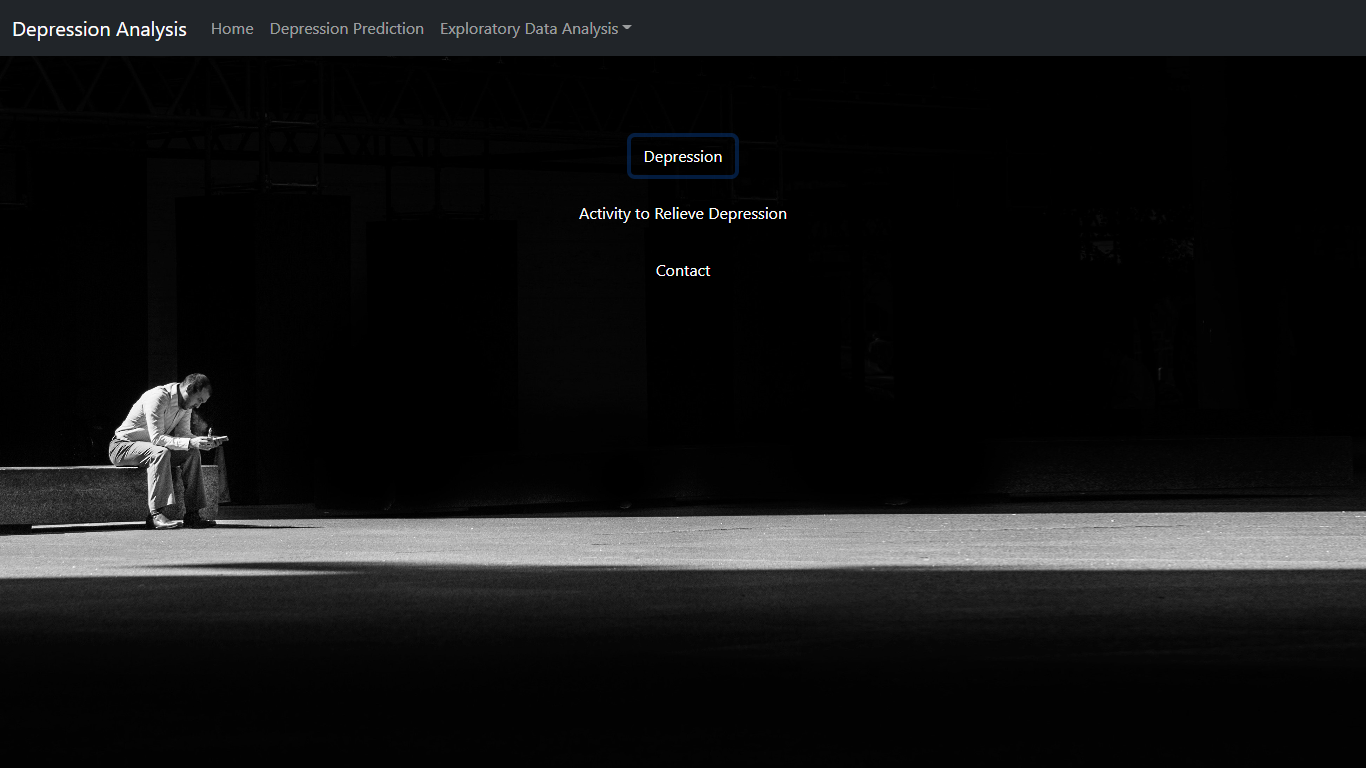 Depression Analysis Home Depression Prediction Exploratory Data Analysis
Depression
Activity to Relieve Depression
Contact